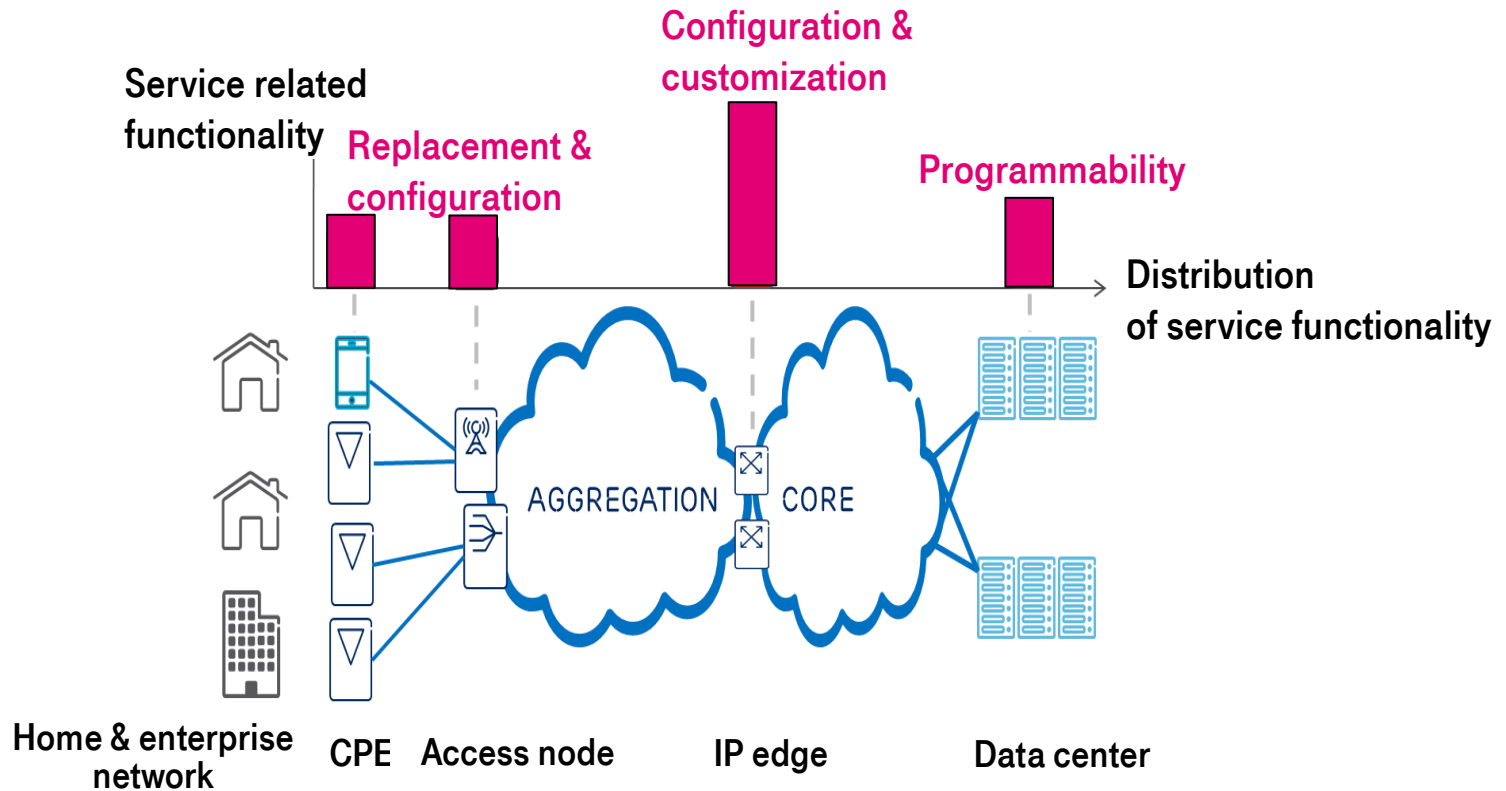 Configuration &
customization
Service related
functionality
Replacement &
configuration
Programmability
Distribution
of service functionality
AGGREGATION
CORE
Home & enterprise
network
CPE
Access node
IP edge
Data center